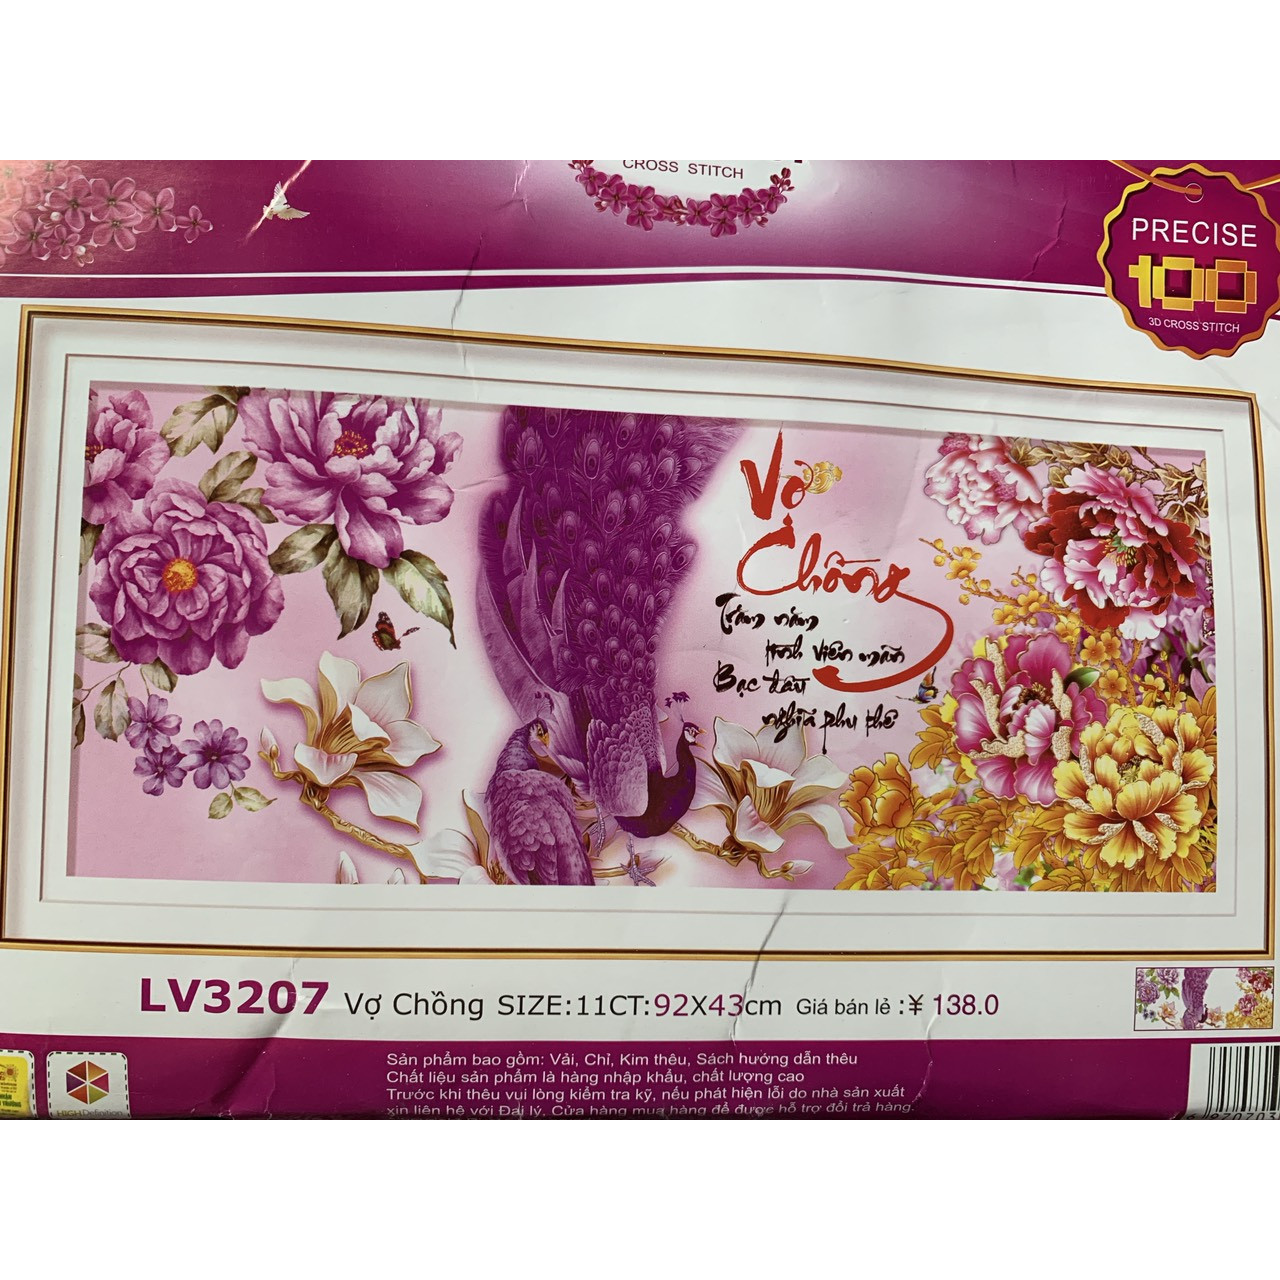 CROSS STITCH
PRECISE
100
3D CROSS STITCH
Vợ
Chồng
Trăm năm
tình viên mãn
Bạc đầu
nghĩa phu thê
LV3207 Vợ Chồng SIZE:11CT:92X43cm Giá bán lẻ :¥ 138.0
Sản phẩm bao gồm: Vải, Chỉ, Kim thêu, Sách hướng dẫn thêu
Chất liệu sản phẩm là hàng nhập khẩu, chất lượng cao
Trước khi thêu vui lòng kiểm tra kỹ, nếu phát hiện lỗi do nhà sản xuất
xin liên hệ với Đại lý, Cửa hàng mua hàng để được hỗ trợ đổi trả hàng.
HIGH Definition